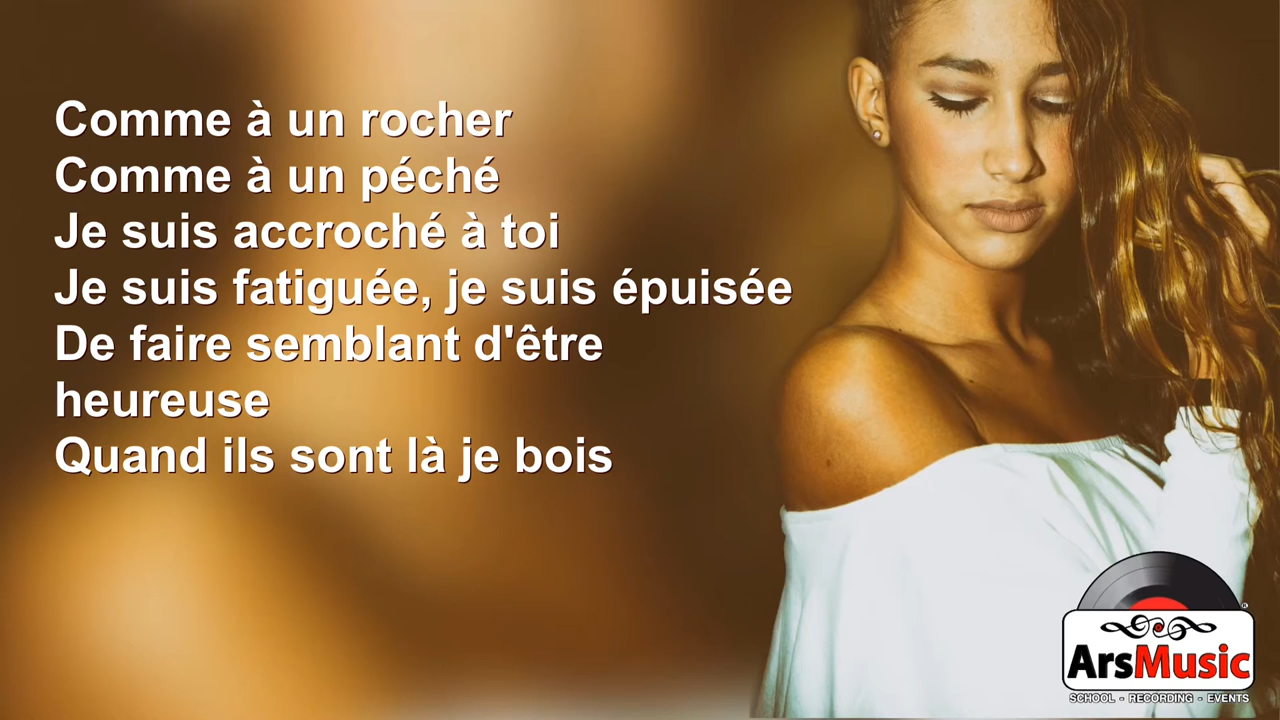 Comme à un rocher
Comme à un péché
Je suis accroché à toi
Je suis fatiguée, je suis épuisée
De faire semblant d'être
heureuse
Quand ils sont là je bois
®
ArsMusic
SCHOOL - RECORDING - EVENTS